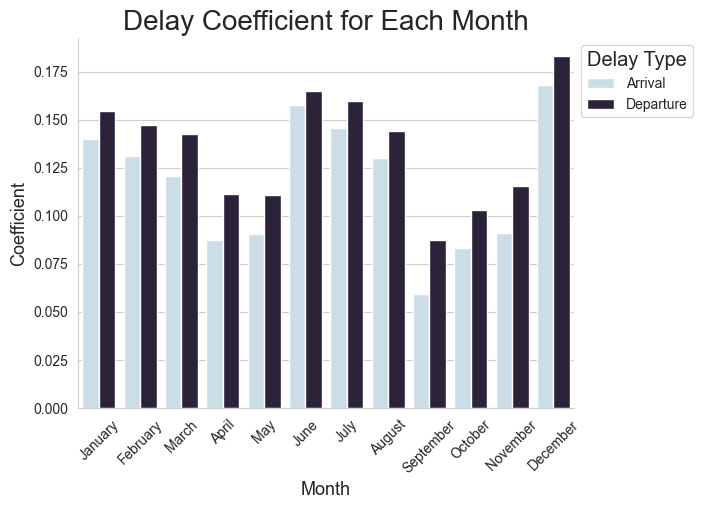 Delay Coefficient for Each Month
Delay Type
Arrival
Departure
Coefficient
0.175
0.150
0.125
0.100
0.075
0.050
0.025
0.000
January
February
March
April
May
June
July
August
September
October
November
December
Month